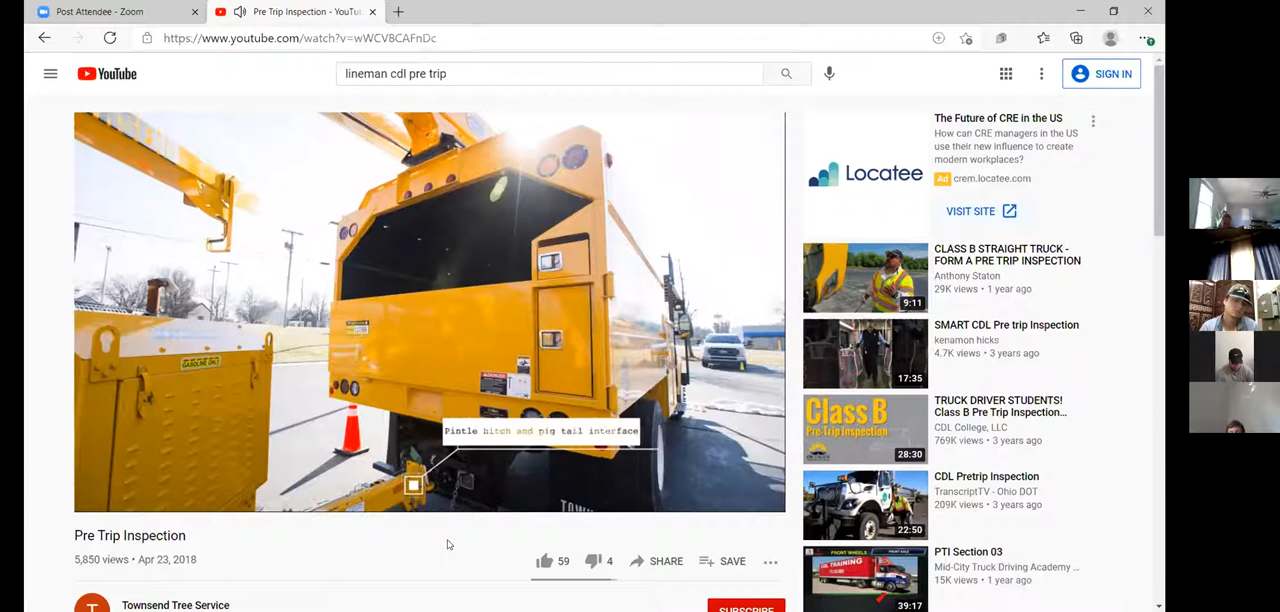 Post Attendee - Zoom
Pre Trip Inspection - YouTu
https://www.youtube.com/watch?v=wWCV8CAFnDc
YouTube
lineman cdl pre trip
SIGN IN
GASOLINE ONLY
Pintle hitch and pig tail interface
Pre Trip Inspection
5,850 views • Apr 23, 2018
59
4
SHARE
SAVE
T
Townsend Tree Service
SUBSCRIBE
Locatee
The Future of CRE in the US
How can CRE managers in the US
use their new influence to create
modern workplaces?
Ad crem.locatee.com
VISIT SITE
9:11
CLASS B STRAIGHT TRUCK -
FORM A PRE TRIP INSPECTION
Anthony Staton
29K views • 1 year ago
17:35
SMART CDL Pre trip Inspection
kenamon hicks
4.7K views • 3 years ago
Class B
Pre-Trip Inspection
28:30
TRUCK DRIVER STUDENTS!
Class B Pre Trip Inspection...
CDL College, LLC
769K views • 3 years ago
22:50
CDL Pretrip Inspection
TranscriptTV - Ohio DOT
209K views • 3 years ago
CDL TRAINING
39:17
PTI Section 03
Mid-City Truck Driving Academy ...
15K views • 1 year ago